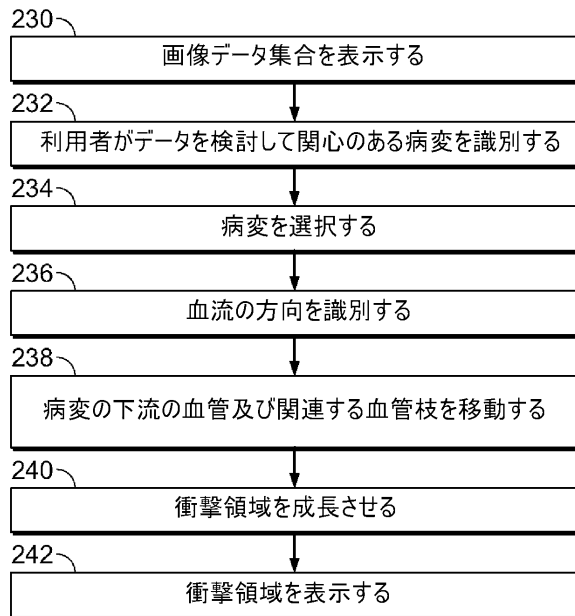 230
画像データ集合を表示する
232
利用者がデータを検討して関心のある病変を識別する
234
病変を選択する
236
血流の方向を識別する
238
病変の下流の血管及び関連する血管枝を移動する
240
衝撃領域を成長させる
242
衝撃領域を表示する